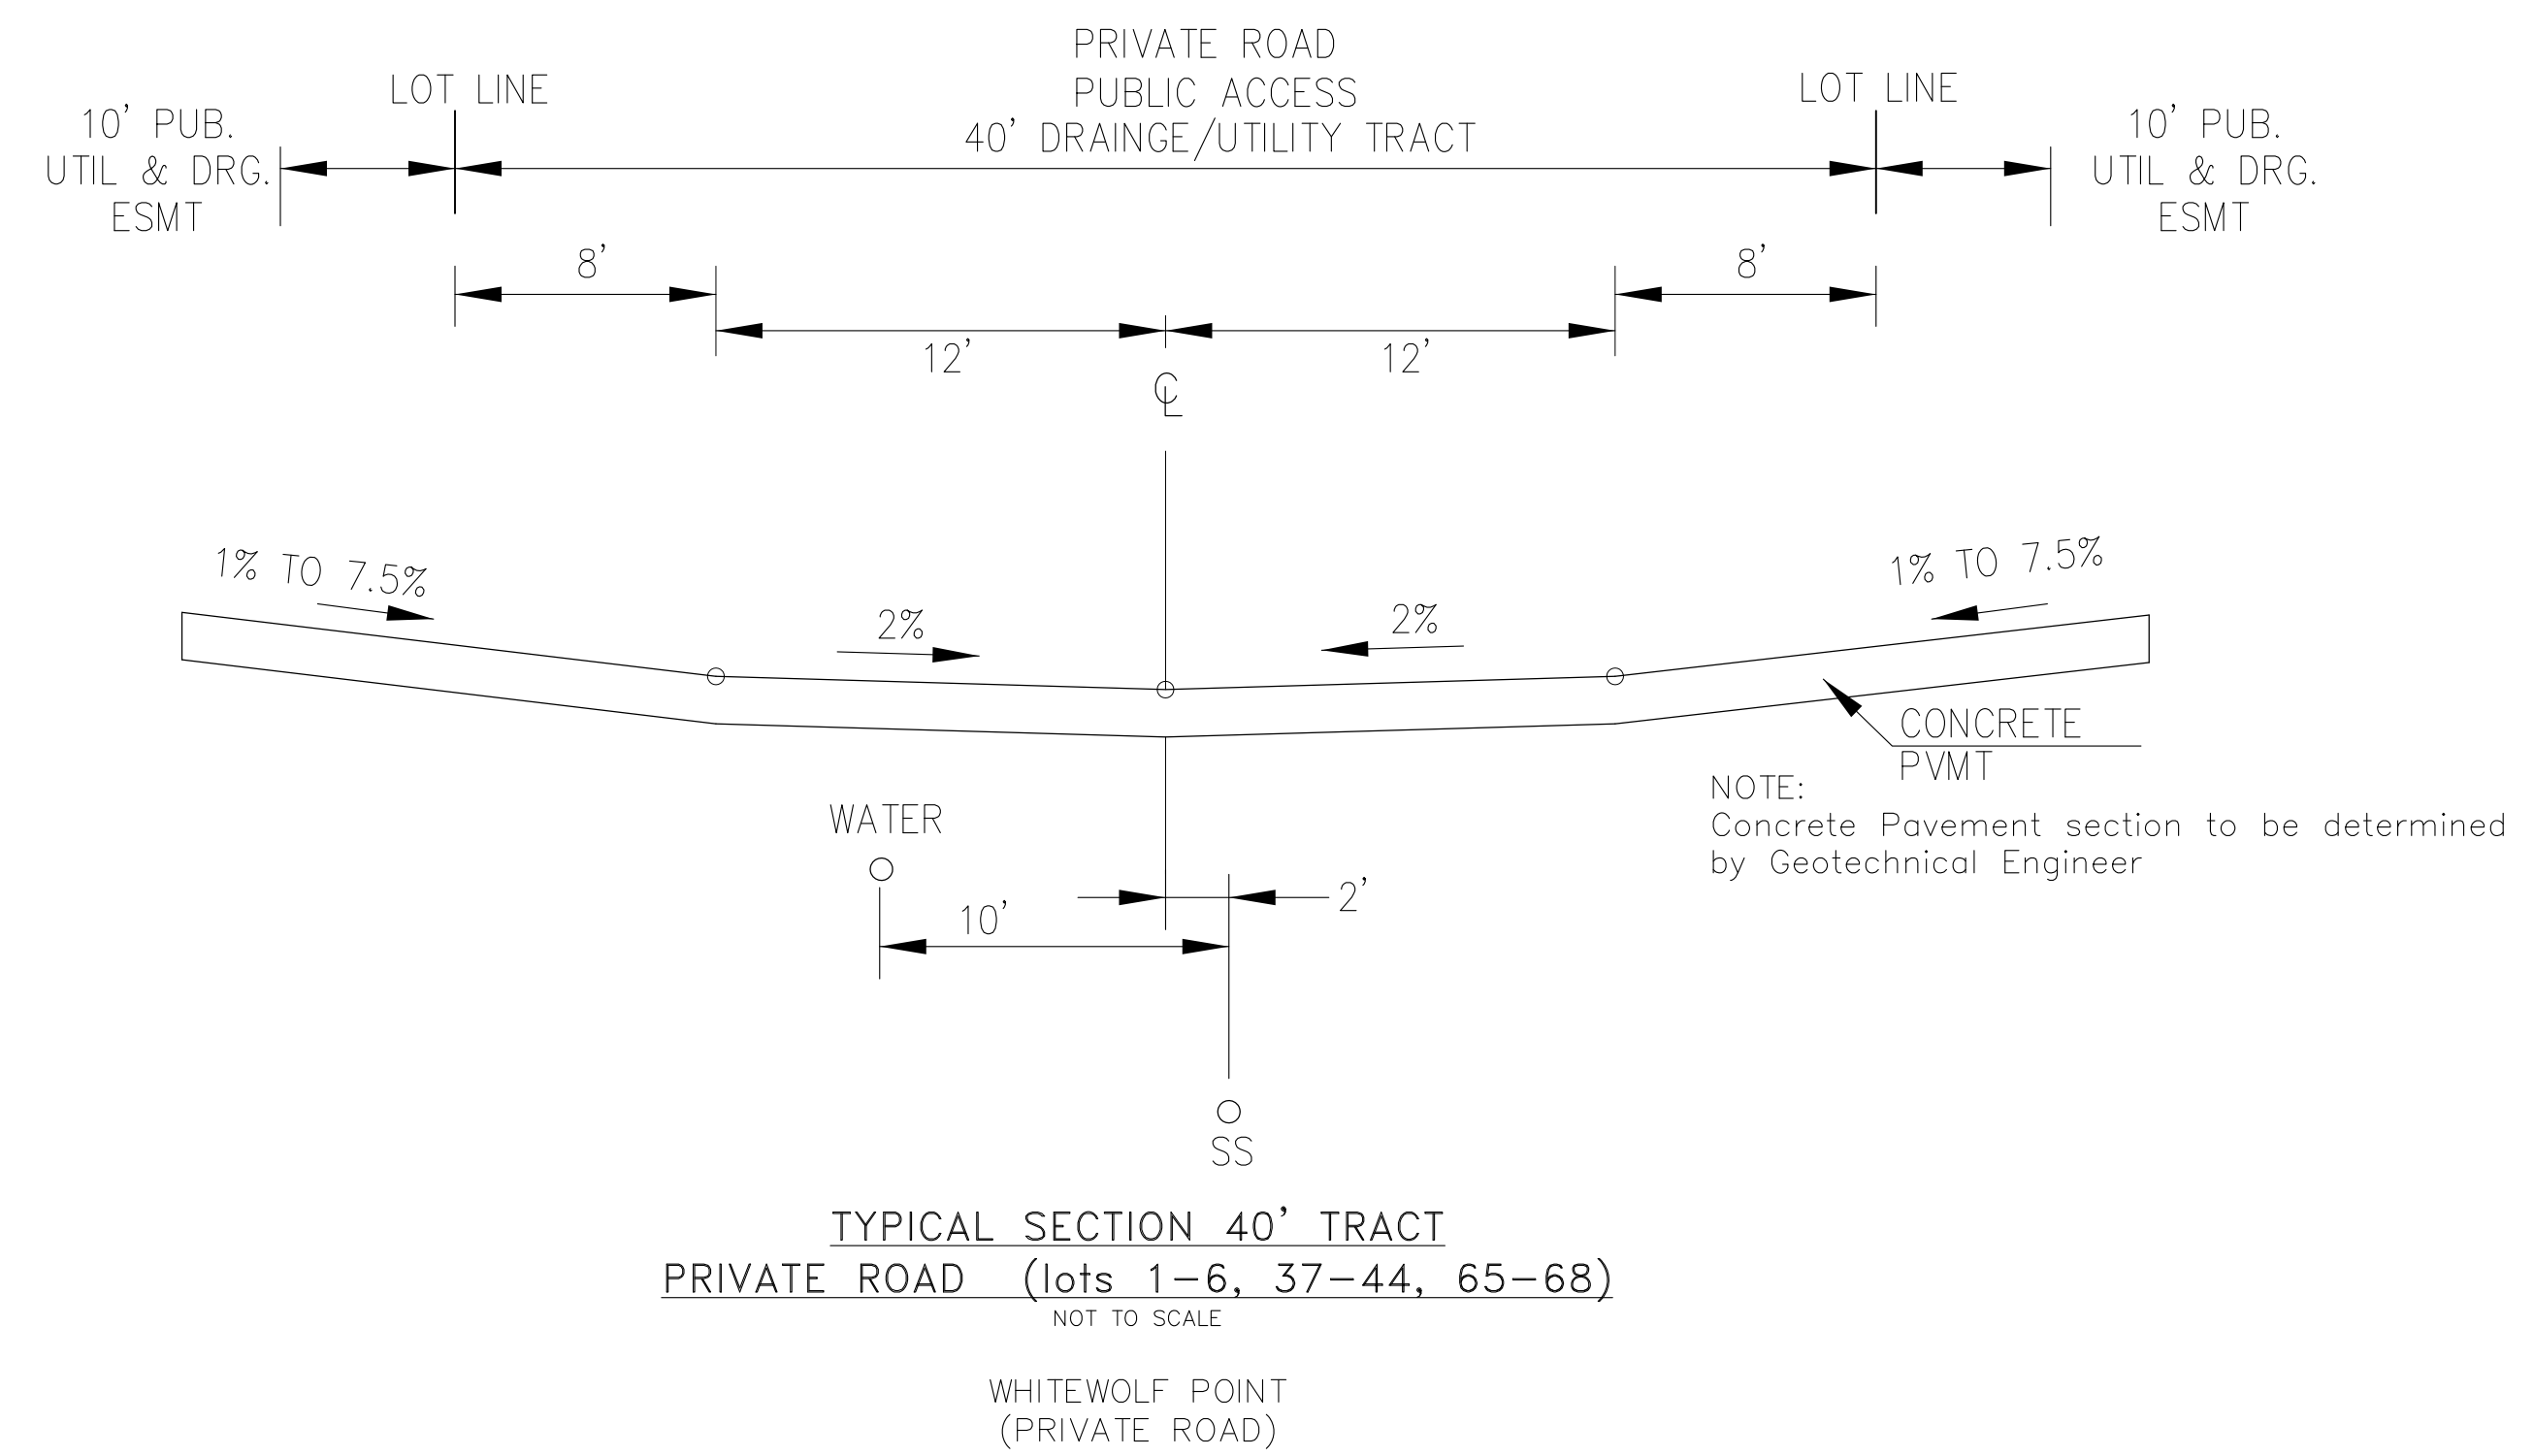 PRIVATE ROAD
PUBLIC ACCESS
40' DRAINGE/UTILITY TRACT
LOT LINE
LOT LINE
10' PUB.
UTIL & DRG.
ESMT
10' PUB.
UTIL & DRG.
ESMT
8'
8'
12'
12'
℄
1% TO 7.5%
2%
2%
1% TO 7.5%
CONCRETE
PVMT
NOTE:
Concrete Pavement section to be determined
by Geotechnical Engineer
WATER
10'
2'
SS
TYPICAL SECTION 40' TRACT
PRIVATE ROAD (lots 1-6, 37-44, 65-68)
NOT TO SCALE
WHITEWOLF POINT
(PRIVATE ROAD)